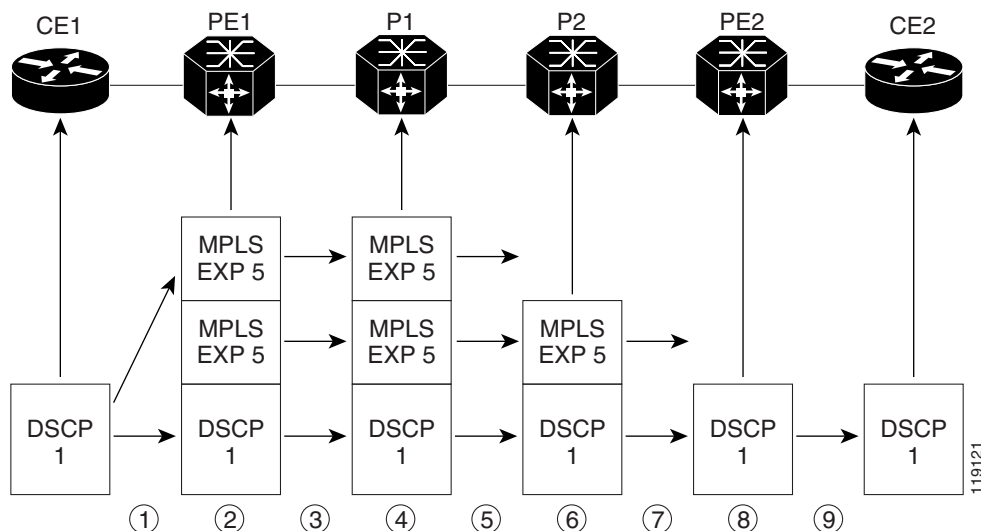 CE1 PE1 P1 P2 PE2 CE2
MPLS EXP 5 MPLS EXP 5
MPLS EXP 5 MPLS EXP 5 MPLS EXP 5
DSCP 1 DSCP 1 DSCP 1 DSCP 1 DSCP 1 DSCP 1
119121
1 2 3 4 5 6 7 8 9